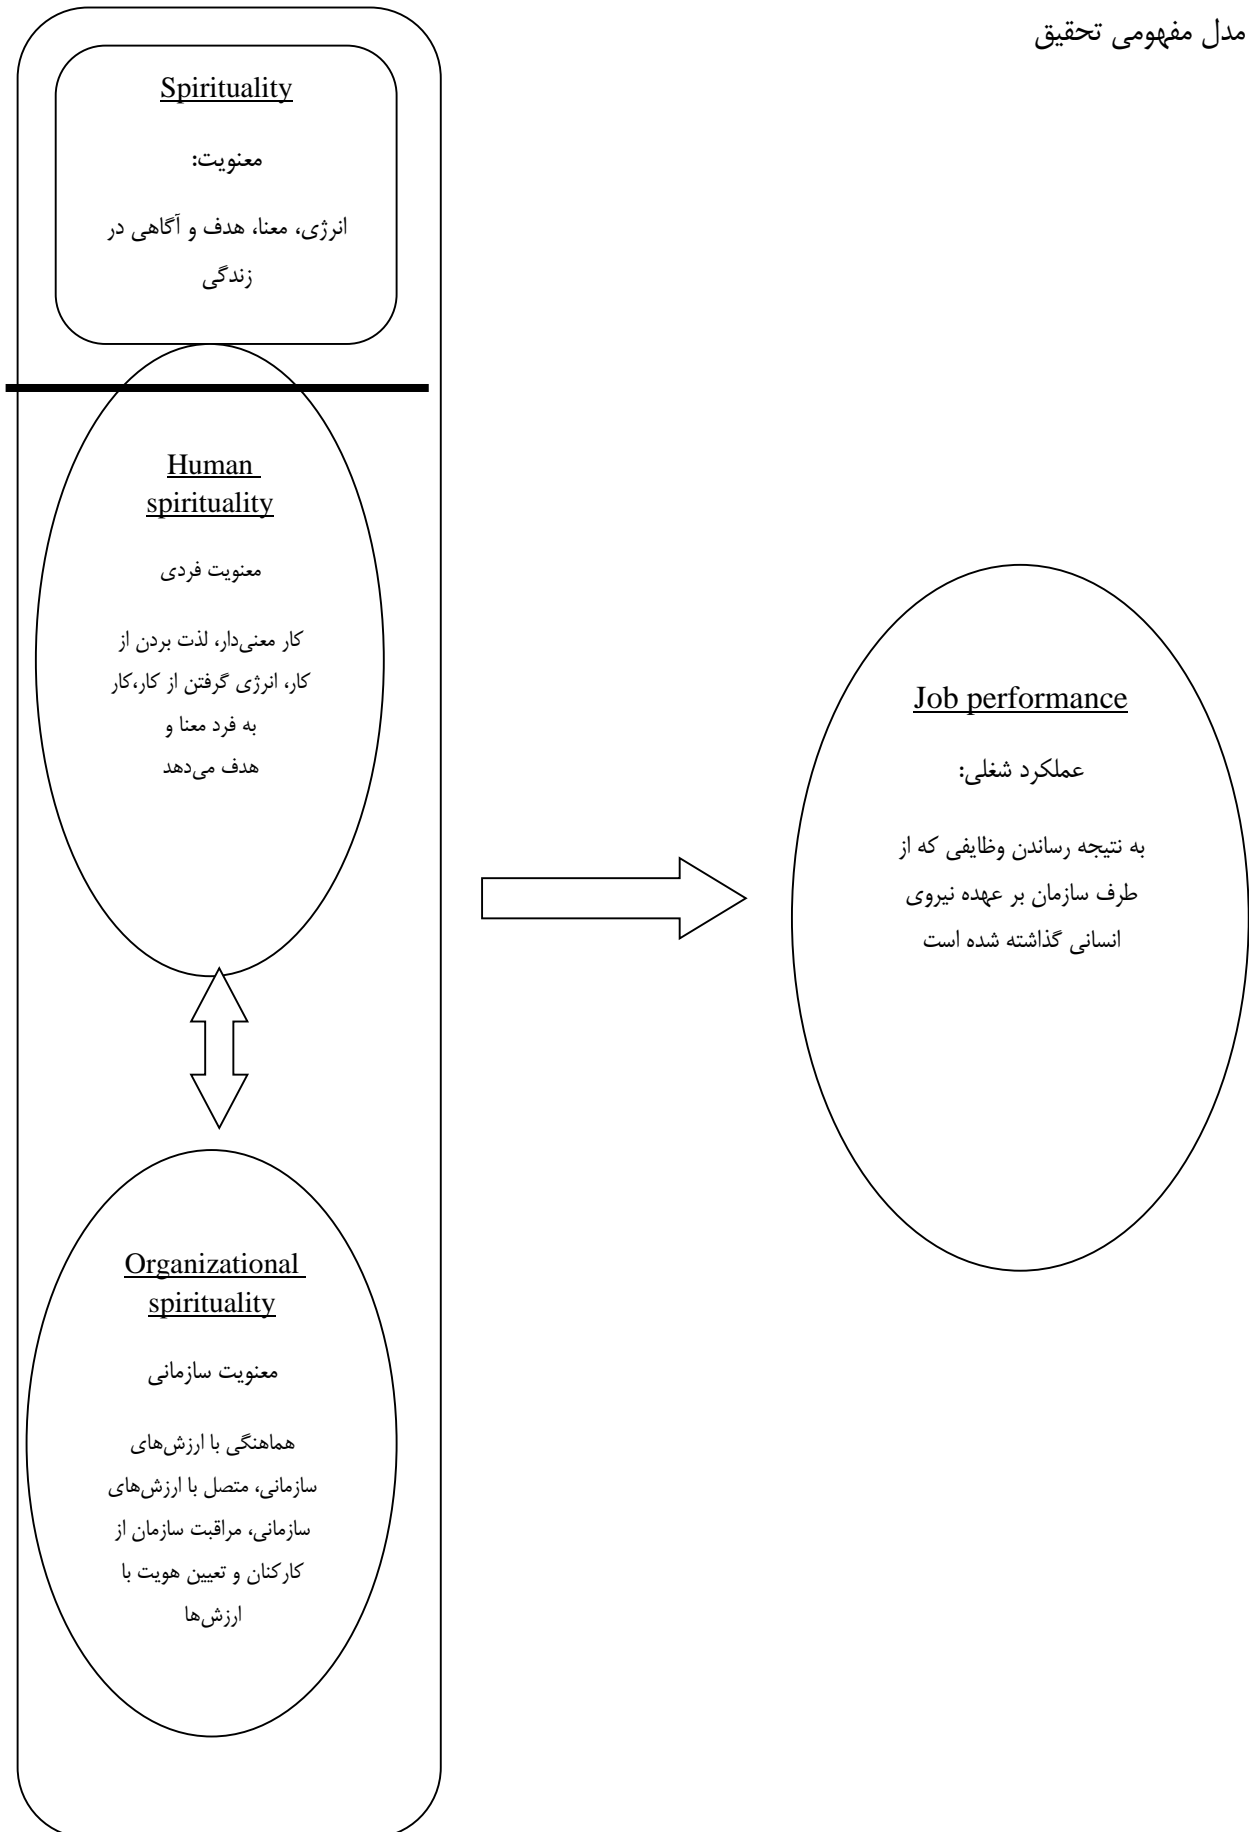 مدل مفهومی تحقیق
Spirituality
معنویت:
انرژی، معنا، هدف و آگاهی در
زندگی
Human
spirituality
معنویت فردی
کار معنی‌دار، لذت بردن از
کار، انرژی گرفتن از کار،کار
به فرد معنا و
هدف می‌دهد
Organizational
spirituality
معنویت سازمانی
هماهنگی با ارزش‌های
سازمانی، متصل با ارزش‌های
سازمانی، مراقبت سازمان از
کارکنان و تعیین هویت با
ارزش‌ها
Job performance
عملکرد شغلی:
به نتیجه رساندن وظایفی که از
طرف سازمان بر عهده نیروی
انسانی گذاشته شده است